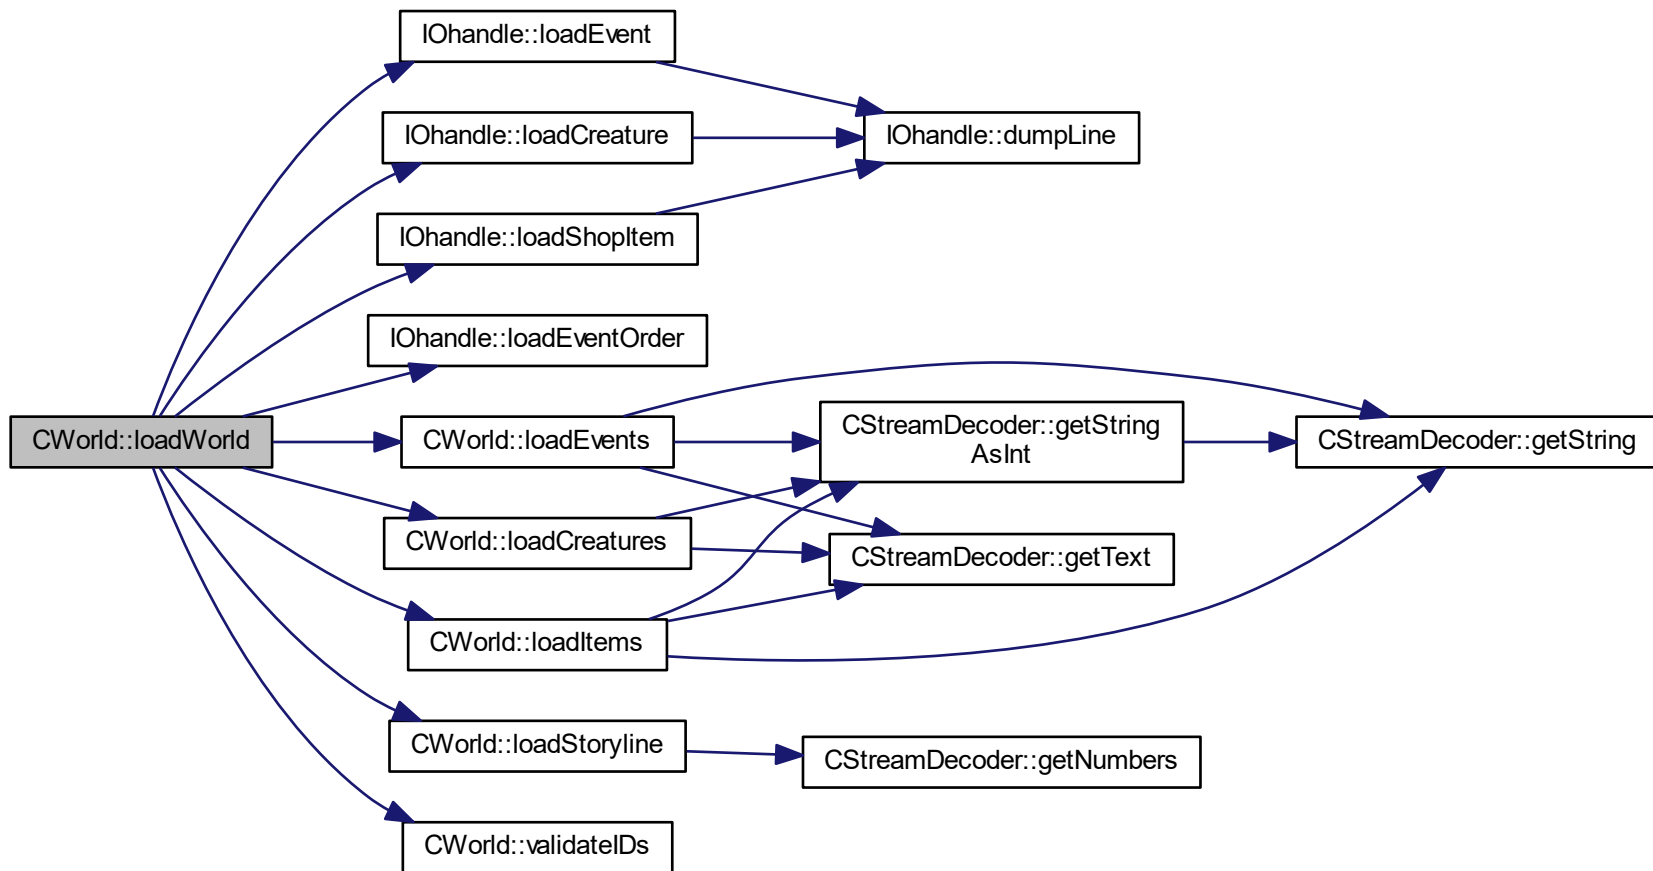 IOhandle::loadEvent
IOhandle::loadCreature
IOhandle::dumpLine
IOhandle::loadShopItem
IOhandle::loadEventOrder
CWorld::loadWorld
CWorld::loadEvents
CStreamDecoder::getString
AsInt
CStreamDecoder::getString
CWorld::loadCreatures
CStreamDecoder::getText
CWorld::loadItems
CWorld::loadStoryline
CStreamDecoder::getNumbers
CWorld::validateIDs